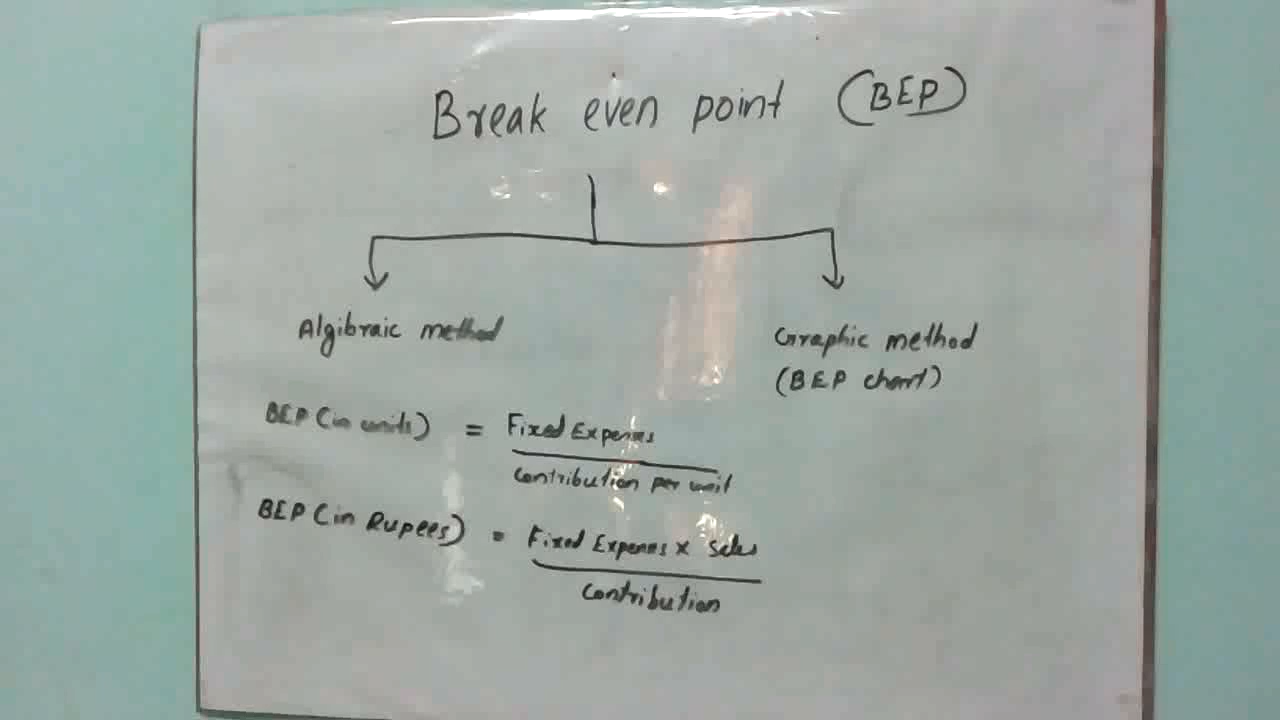 Break even point (BEP)
Algibraic method
Graphic method
(BEP chart)
BEP (in units) = Fixed Expenses
contribution per unit
BEP (in Rupees) = Fixed Expenses x Sales
contribution